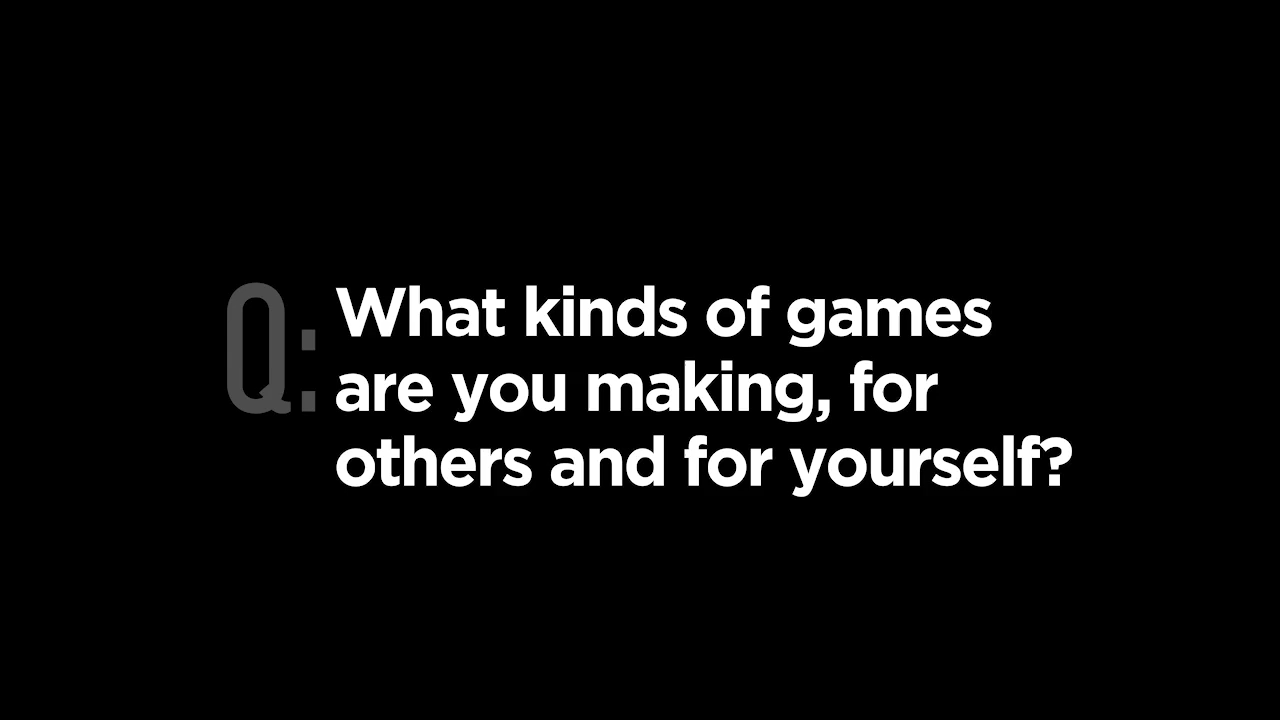 Q: What kinds of games
are you making, for
others and for yourself?